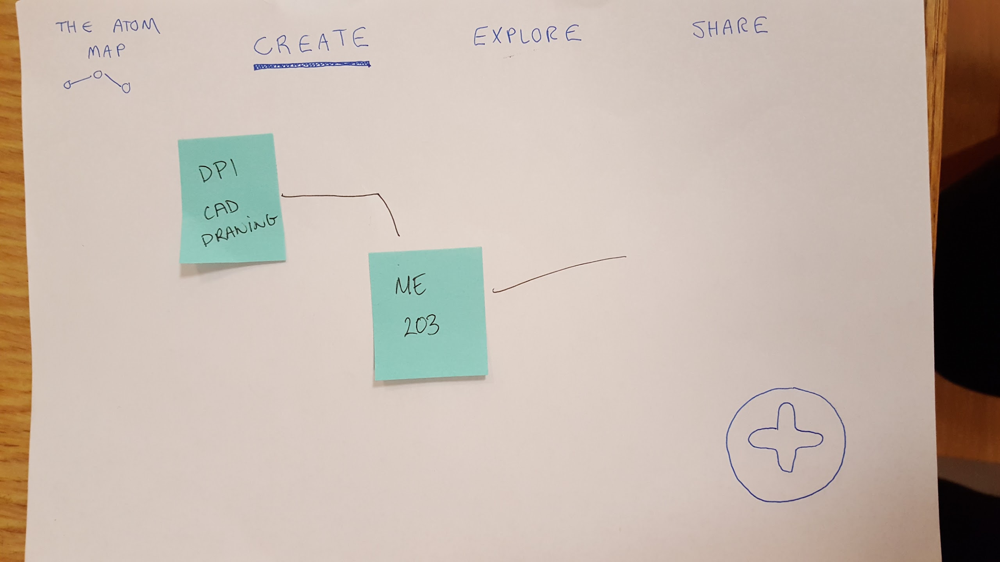 THE ATOM
MAP
CREATE
EXPLORE
SHARE
DPI
CAD
DRAWING
ME
203